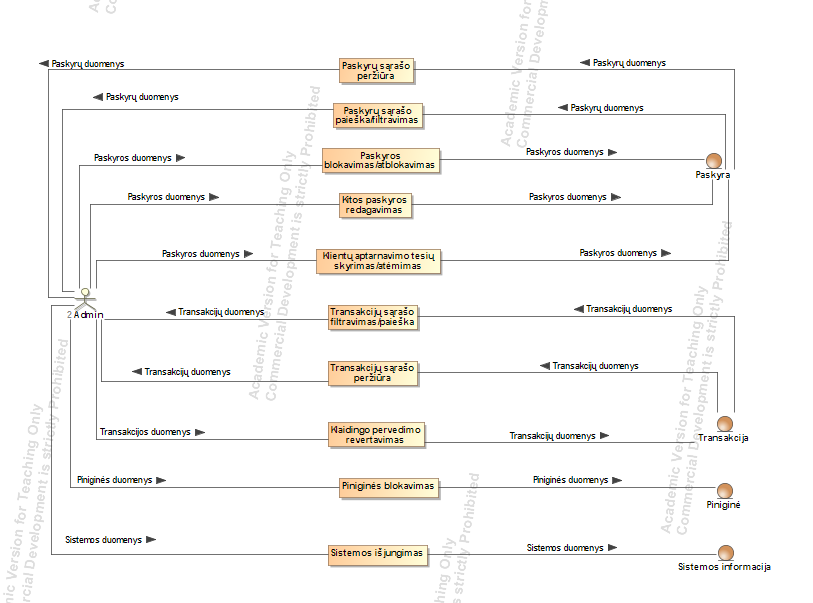 Paskyrų duomenys
Paskyrų sąrašo
peržiūra
Paskyrų duomenys
Paskyrų duomenys
Paskyrų sąrašo
paieška/filtravimas
Paskyrų duomenys
Paskyros duomenys
Paskyros
blokavimas/atblokavimas
Paskyros duomenys
Paskyra
Paskyros duomenys
Kitos paskyros
redagavimas
Paskyros duomenys
Paskyros duomenys
Klientų aptarnavimo tesių
skyrimas/atėmimas
Paskyros duomenys
2 Admin
Transakcijų duomenys
Transakcijų sąrašo
filtravimas/paieška
Transakcijų duomenys
Transakcijų duomenys
Transakcijų sąrašo
peržiūra
Transakcijų duomenys
Transakcijos duomenys
Klaidingo pervedimo
revertavimas
Transakcijų duomenys
Transakcija
Piniginės duomenys
Piniginės blokavimas
Piniginės duomenys
Piniginė
Sistemos duomenys
Sistemos išjungimas
Sistemos duomenys
Sistemos informacija
Academic Version for Teaching Only
Commercial Development is strictly Prohibited